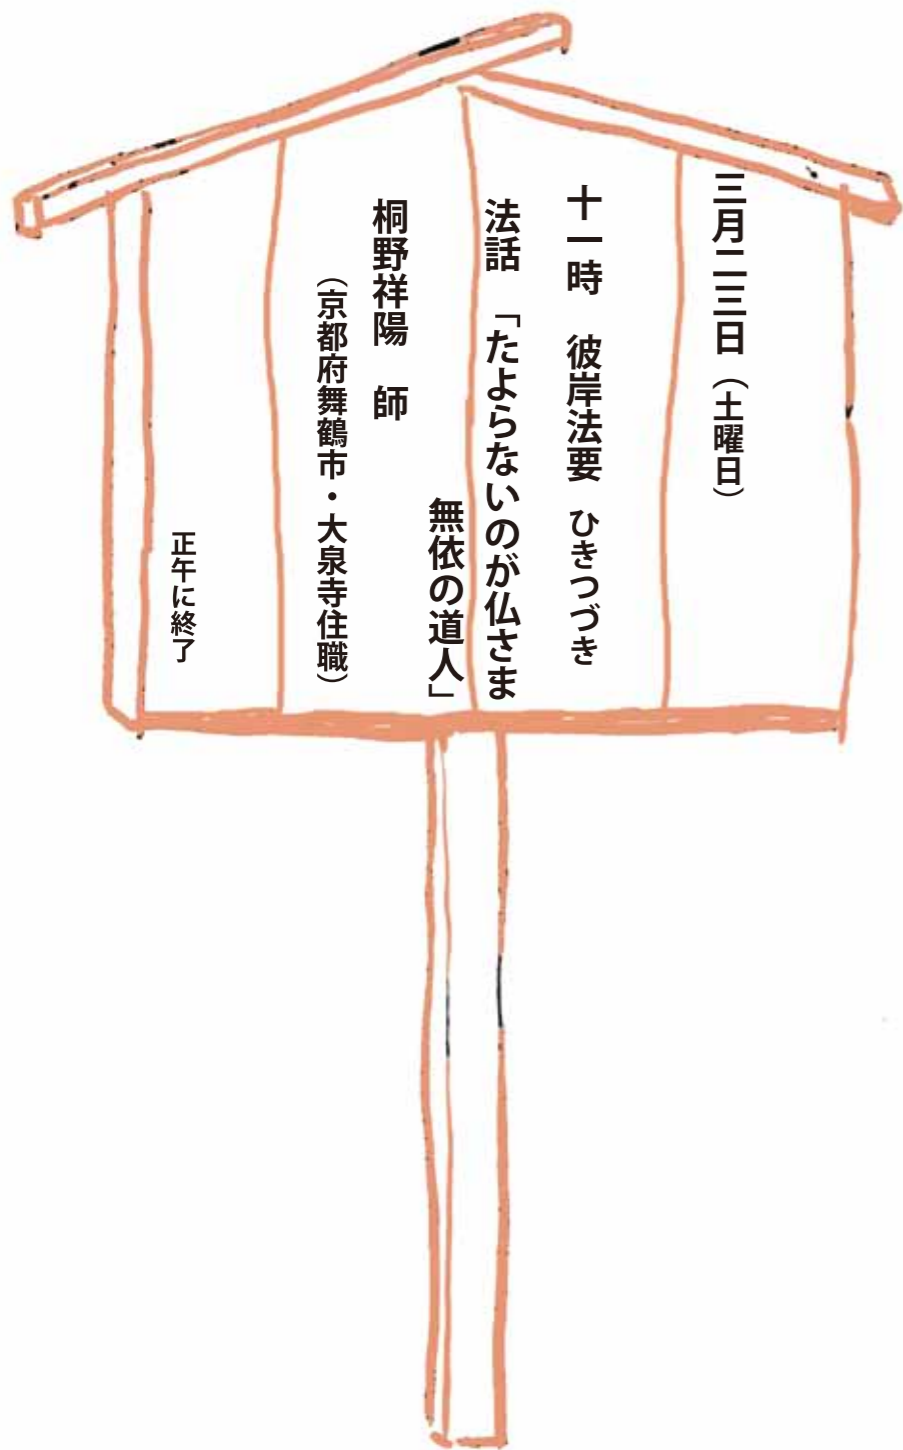 三月二三日（土曜日）
十一時　彼岸法要　ひきつづき
法話　「たよらないのが仏さま
無依の道人」
桐野祥陽　師
（京都府舞鶴市・大泉寺住職）
正午に終了